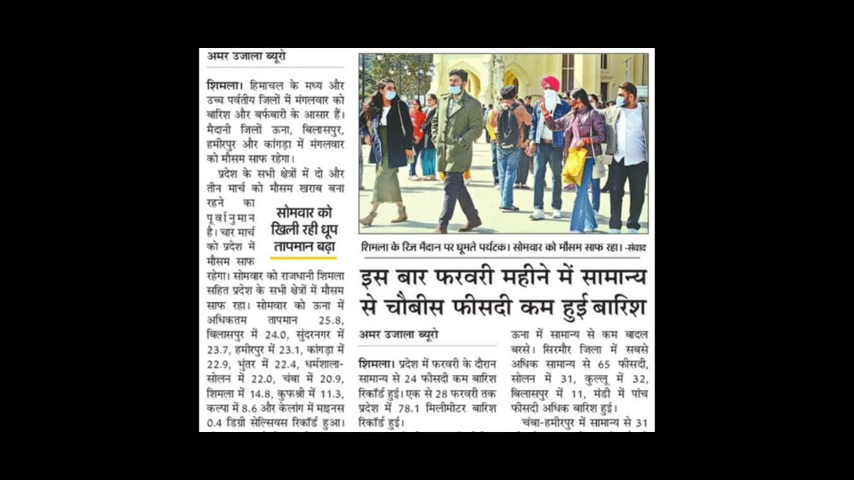 अमर उजाला ब्यूरो
शिमला। हिमाचल के मध्य और
उच्च पर्वतीय जिलों में मंगलवार को
बारिश और बर्फबारी के आसार हैं।
मैदानी जिलों ऊना, बिलासपुर,
हमीरपुर और कांगड़ा में मंगलवार
को मौसम साफ रहेगा।
प्रदेश के सभी क्षेत्रों में दो और
तीन मार्च को मौसम खराब बना
रहने का
पूर्वानुमान
है। चार मार्च
को प्रदेश में
मौसम साफ
रहेगा। सोमवार को राजधानी शिमला
सहित प्रदेश के सभी क्षेत्रों में मौसम
साफ रहा। सोमवार को ऊना में
अधिकतम तापमान 25.8,
बिलासपुर में 24.0, सुंदरनगर में
23.7, हमीरपुर में 23.1, कांगड़ा में
22.9, भुंतर में 22.4, धर्मशाला-
सोलन में 22.0, चंबा में 20.9,
शिमला में 14.8, कुफरी में 11.3,
कल्पा में 8.6 और केलांग में माइनस
0.4 डिग्री सेल्सियस रिकॉर्ड हुआ।
सोमवार को
खिली रही धूप
तापमान बढ़ा
शिमला के रिज मैदान पर घूमते पर्यटक। सोमवार को मौसम साफ रहा। -संवाद
इस बार फरवरी महीने में सामान्य
से चौबीस फीसदी कम हुई बारिश
अमर उजाला ब्यूरो
शिमला। प्रदेश में फरवरी के दौरान
सामान्य से 24 फीसदी कम बारिश
रिकॉर्ड हुई। एक से 28 फरवरी तक
प्रदेश में 78.1 मिलीमीटर बारिश
रिकॉर्ड हुई।
ऊना में सामान्य से कम बादल
बरसे। सिरमौर जिला में सबसे
अधिक सामान्य से 65 फीसदी,
सोलन में 31, कुल्लू में 32,
बिलासपुर में 11, मंडी में पांच
फीसदी अधिक बारिश हुई।
चंबा-हमीरपुर में सामान्य से 31